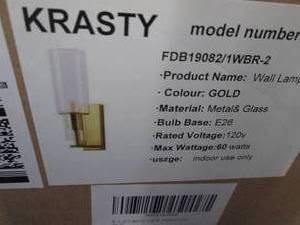 KRASTY
model number
FDB19082/1WBR-2
•Product Name: Wall Lamp
•Colour: GOLD
•Material: Metal& Glass
•Bulb Base: E26
•Rated Voltage: 120v
•Max Wattage: 60 watts
•uszge: indoor use only